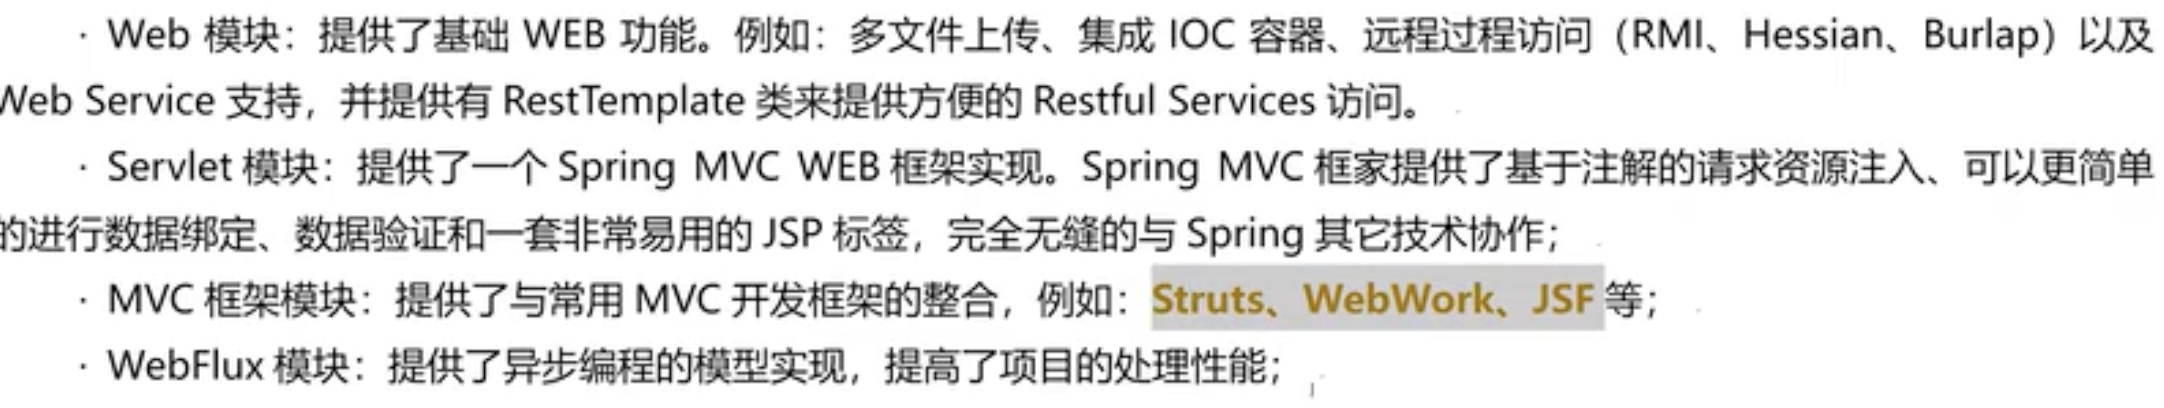 · Web 模块：提供了基础 WEB 功能。例如：多文件上传、集成 IOC 容器、远程过程访问（RMI、Hessian、Burlap）以及
Web Service 支持，并提供有 RestTemplate 类来提供方便的 Restful Services 访问。
· Servlet 模块：提供了一个 Spring MVC WEB 框架实现。Spring MVC 框家提供了基于注解的请求资源注入、可以更简单
的进行数据绑定、数据验证和一套非常易用的 JSP 标签，完全无缝的与 Spring 其它技术协作；
· MVC 框架模块：提供了与常用 MVC 开发框架的整合，例如：Struts、WebWork、JSF 等；
· WebFlux 模块：提供了异步编程的模型实现，提高了项目的处理性能；